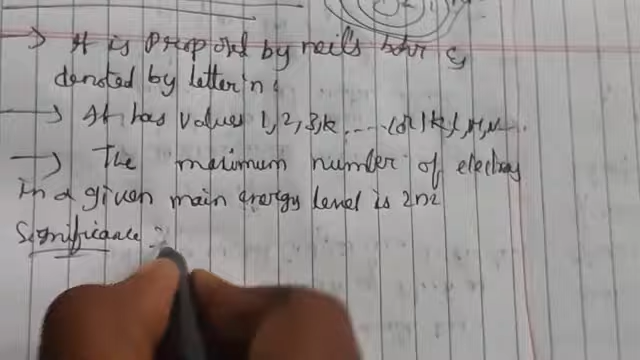 → It is proposed by neils bohr &
denoted by letter 'n'.
→ It has values 1,2,3,k.....(or)k,l,m,n...
→ The maximum number of electrons
in a given main energy level is 2n2
Significance :-